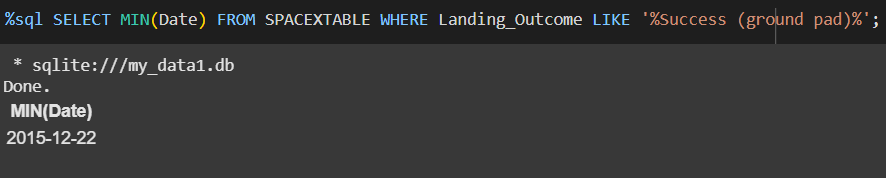 %sql SELECT MIN(Date) FROM SPACEXTABLE WHERE Landing_Outcome LIKE '%Success (ground pad)%';
* sqlite:///my_data1.db
Done.
MIN(Date)
2015-12-22